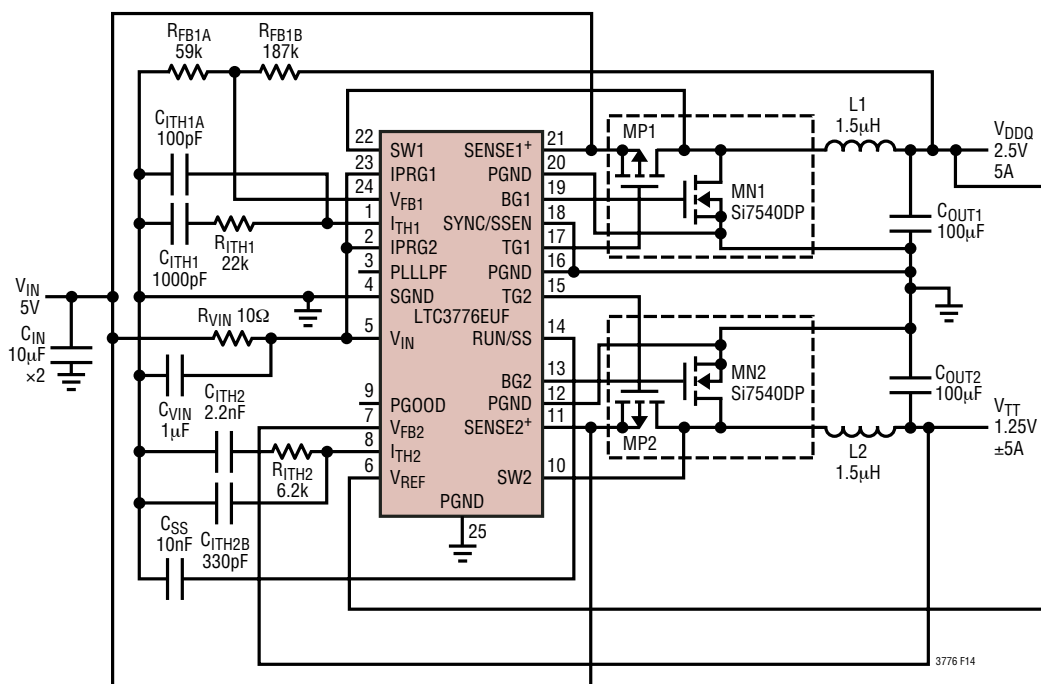 RFB1A
59k
RFB1B
187k
CITH1A
100pF
CITH1
1000pF
RITH1
22k
VIN
5V
CIN
10µF
×2
RVIN 10Ω
CVIN
1µF
CITH2
2.2nF
RITH2
6.2k
CITH2B
330pF
CSS
10nF
22
23
24
1
2
3
4
5
9
7
8
6
SW1
IPRG1
VFB1
ITH1
IPRG2
PLLLPF
SGND
LTC3776EUF
VIN
PGOOD
VFB2
ITH2
VREF
PGND
25
SENSE1+
PGND
BG1
SYNC/SSEN
TG1
PGND
TG2
RUN/SS
BG2
PGND
SENSE2+
SW2
21
20
19
18
17
16
15
14
13
12
11
10
MP1
MN1
Si7540DP
MN2
Si7540DP
MP2
L1
1.5µH
VDDQ
2.5V
5A
COUT1
100µF
COUT2
100µF
L2
1.5µH
VTT
1.25V
±5A
3776 F14